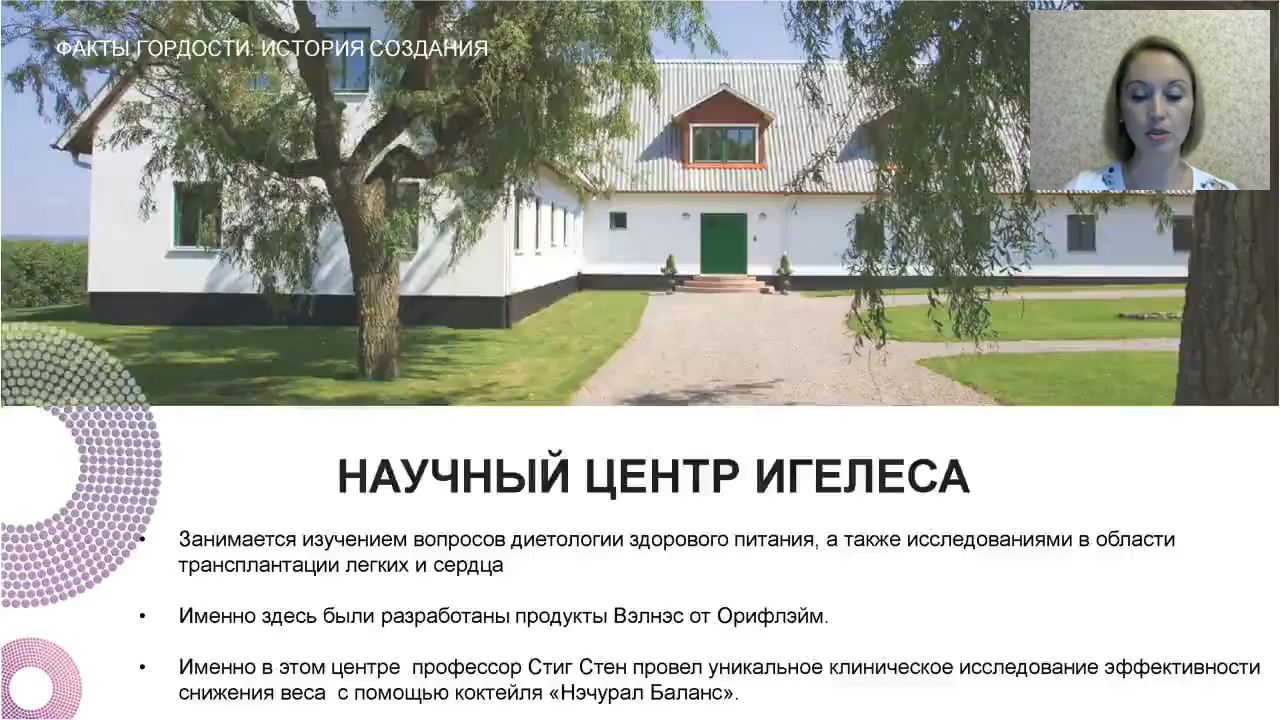 ФАКТЫ ГОРДОСТИ. ИСТОРИЯ СОЗДАНИЯ
НАУЧНЫЙ ЦЕНТР ИГЕЛЕСА
• Занимается изучением вопросов диетологии здорового питания, а также исследованиями в области
трансплантации легких и сердца
• Именно здесь были разработаны продукты Вэлнэс от Орифлэйм.
• Именно в этом центре профессор Стиг Стен провел уникальное клиническое исследование эффективности
снижения веса с помощью коктейля «Нэчурал Баланс».